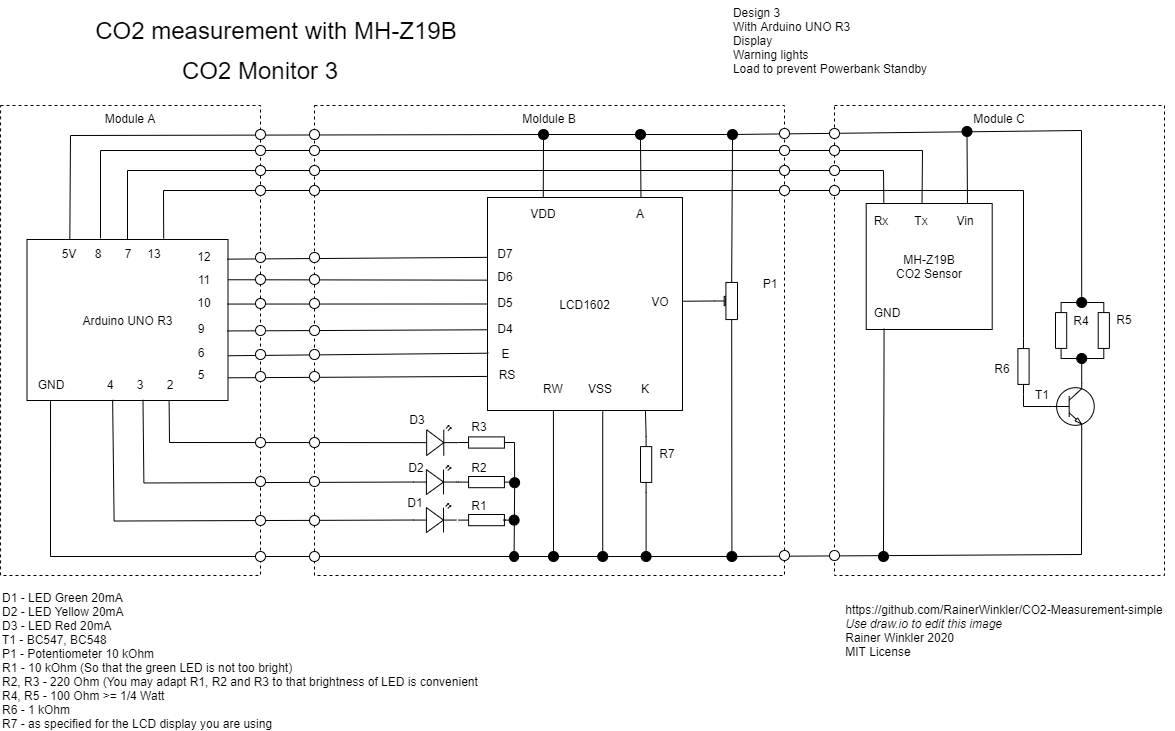 CO2 measurement with MH-Z19B
CO2 Monitor 3
Design 3
With Arduino UNO R3
Display
Warning lights
Load to prevent Powerbank Standby
Module A
Moldule B
Module C
5V
8
7
13
12
11
10
9
6
5
Arduino UNO R3
GND
4
3
2
VDD
A
D7
D6
D5
D4
E
RS
LCD1602
VO
RW
VSS
K
P1
Rx
Tx
Vin
MH-Z19B
CO2 Sensor
GND
R4
R5
R6
T1
D3
R3
D2
R2
D1
R1
R7
D1 - LED Green 20mA
D2 - LED Yellow 20mA
D3 - LED Red 20mA
T1 - BC547, BC548
P1 - Potentiometer 10 kOhm
R1 - 10 kOhm (So that the green LED is not too bright)
R2, R3 - 220 Ohm (You may adapt R1, R2 and R3 to that brightness of LED is convenient
R4, R5 - 100 Ohm >= 1/4 Watt
R6 - 1 kOhm
R7 - as specified for the LCD display you are using
https://github.com/RainerWinkler/CO2-Measurement-simple
Use draw.io to edit this image
Rainer Winkler 2020
MIT License